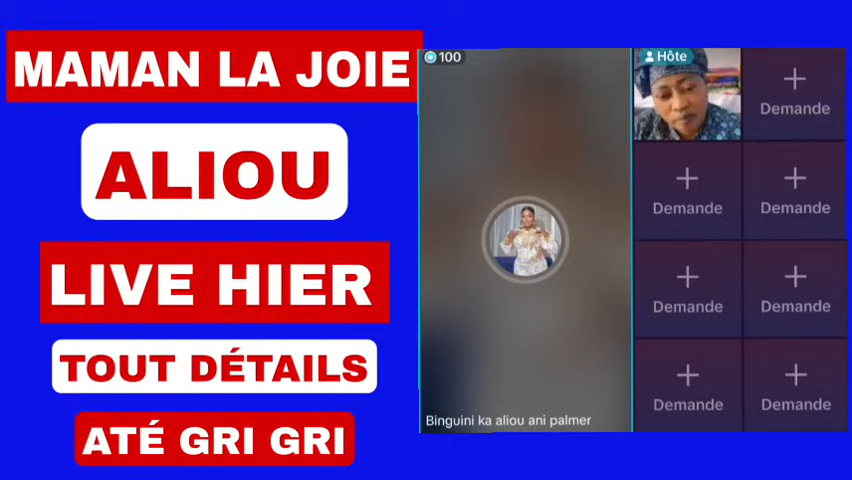 MAMAN LA JOIE
ALIOU
LIVE HIER
TOUT DÉTAILS
ATÉ GRI GRI
100
Hôte
Demande
Demande
Demande
Demande
Demande
Demande
Demande
Binguini ka aliou ani palmer